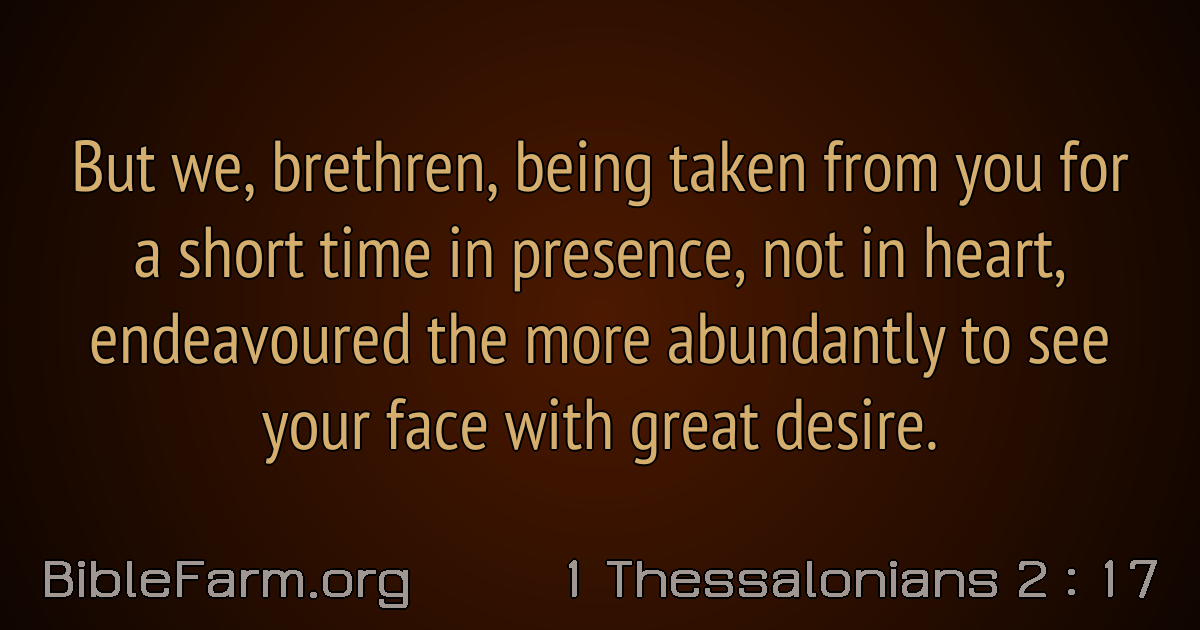 But we, brethren, being taken from you for
a short time in presence, not in heart,
endeavoured the more abundantly to see
your face with great desire.
BibleFarm.org
1 Thessalonians 2 : 17